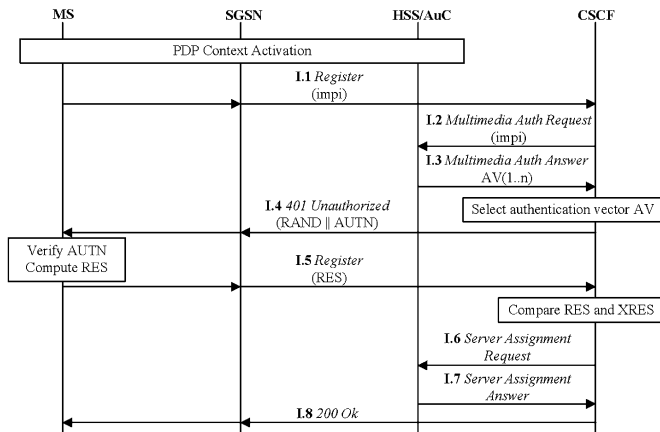 MS SGSN HSS/AuC CSCF
PDP Context Activation
I.1 Register
(impi)
I.2 Multimedia Auth Request
(impi)
I.3 Multimedia Auth Answer
AV(1..n)
I.4 401 Unauthorized
(RAND || AUTN)
Select authentication vector AV
Verify AUTN
Compute RES
I.5 Register
(RES)
Compare RES and XRES
I.6 Server Assignment
Request
I.7 Server Assignment
Answer
I.8 200 Ok